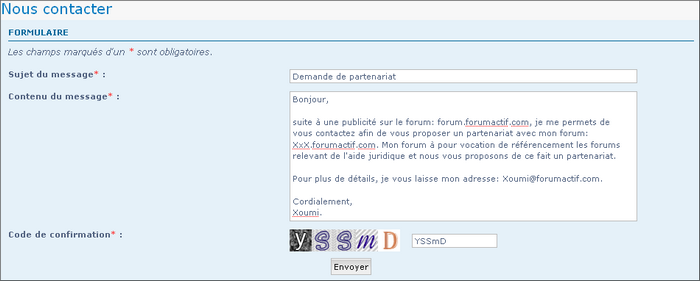 Nous contacter
FORMULAIRE
Les champs marqués d'un * sont obligatoires.
Sujet du message* :
Demande de partenariat
Contenu du message* :
Bonjour,
suite à une publicité sur le forum: forum.forumactif.com, je me permets de
vous contactez afin de vous proposer un partenariat avec mon forum:
XxX.forumactif.com. Mon forum à pour vocation de référencement les forums
relevant de l'aide juridique et nous vous proposons de ce fait un partenariat.
Pour plus de détails, je vous laisse mon adresse: Xoumi@forumactif.com.
Cordialement,
Xoumi.
Code de confirmation* :
y S S m D
YSSmD
Envoyer